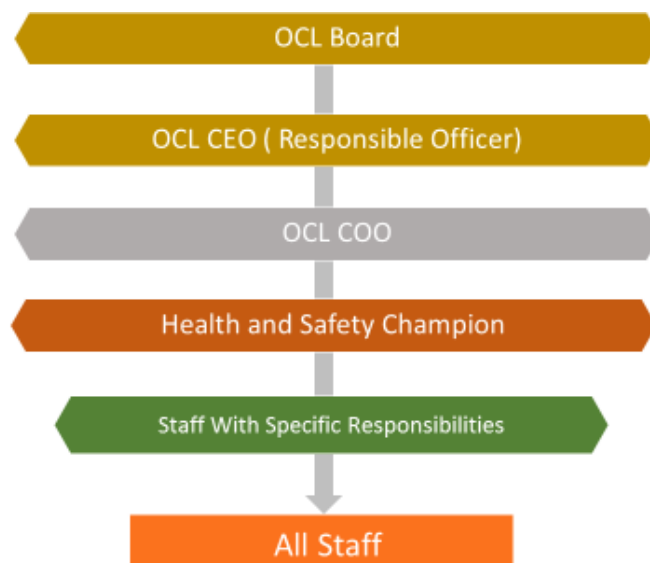 OCL Board
OCL CEO ( Responsible Officer)
OCL COO
Health and Safety Champion
Staff With Specific Responsibilities
All Staff